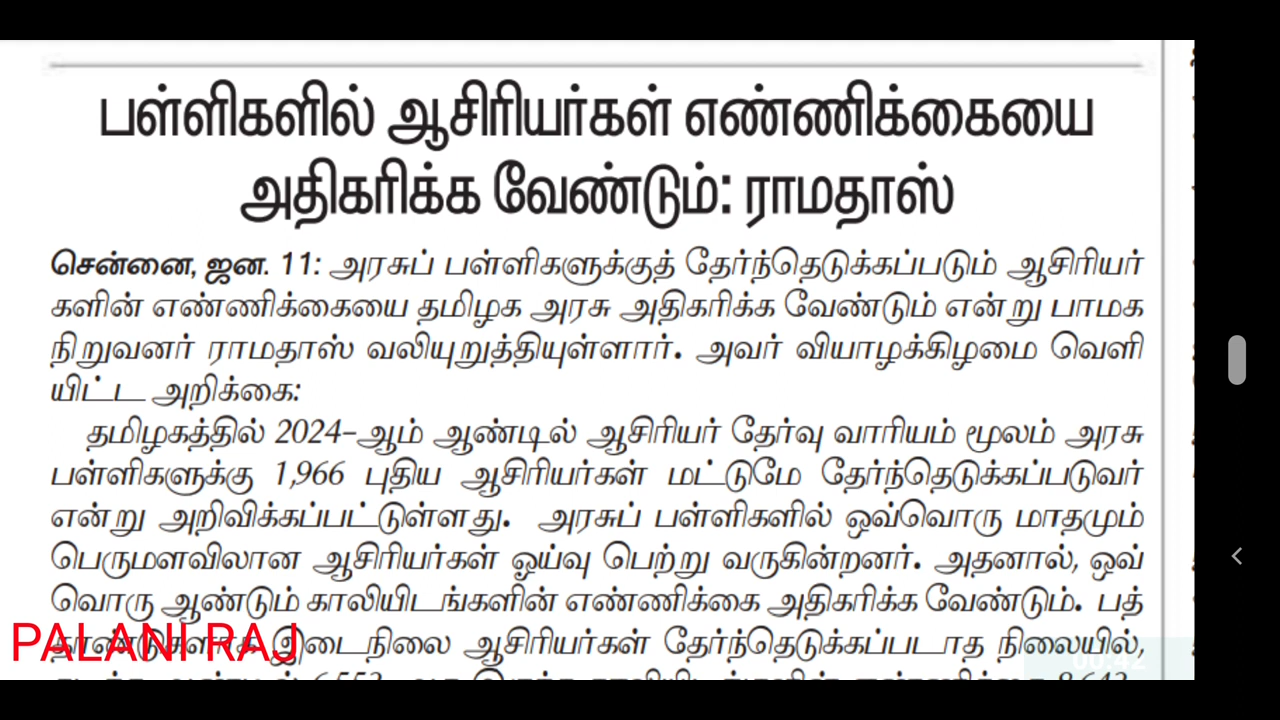 பள்ளிகளில் ஆசிரியர்கள் எண்ணிக்கையை
அதிகரிக்க வேண்டும்: ராமதாஸ்
சென்னை, ஜன. 11: அரசுப் பள்ளிகளுக்குத் தேர்ந்தெடுக்கப்படும் ஆசிரியர்
களின் எண்ணிக்கையை தமிழக அரசு அதிகரிக்க வேண்டும் என்று பாமக
நிறுவனர் ராமதாஸ் வலியுறுத்தியுள்ளார். அவர் வியாழக்கிழமை வெளி
யிட்ட அறிக்கை:
தமிழகத்தில் 2024-ஆம் ஆண்டில் ஆசிரியர் தேர்வு வாரியம் மூலம் அரசு
பள்ளிகளுக்கு 1,966 புதிய ஆசிரியர்கள் மட்டுமே தேர்ந்தெடுக்கப்படுவர்
என்று அறிவிக்கப்பட்டுள்ளது. அரசுப் பள்ளிகளில் ஒவ்வொரு மாதமும்
பெருமளவிலான ஆசிரியர்கள் ஓய்வு பெற்று வருகின்றனர். அதனால், ஒவ்
வொரு ஆண்டும் காலியிடங்களின் எண்ணிக்கை அதிகரிக்க வேண்டும். பத்
தாண்டுகளாக இடைநிலை ஆசிரியர்கள் தேர்ந்தெடுக்கப்படாத நிலையில்,
PALANI RAJ
00:42